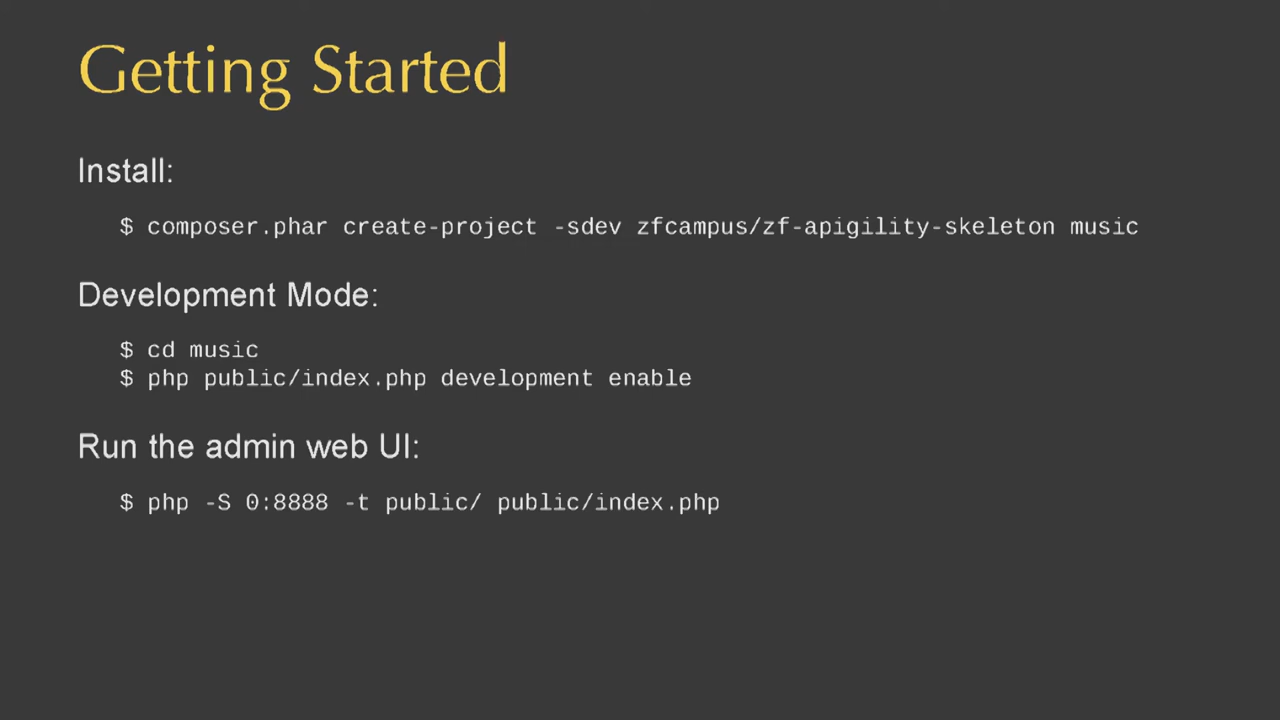 Getting Started
Install:
$ composer.phar create-project -sdev zfcampus/zf-apigility-skeleton music
Development Mode:
$ cd music
$ php public/index.php development enable
Run the admin web UI:
$ php -S 0:8888 -t public/ public/index.php